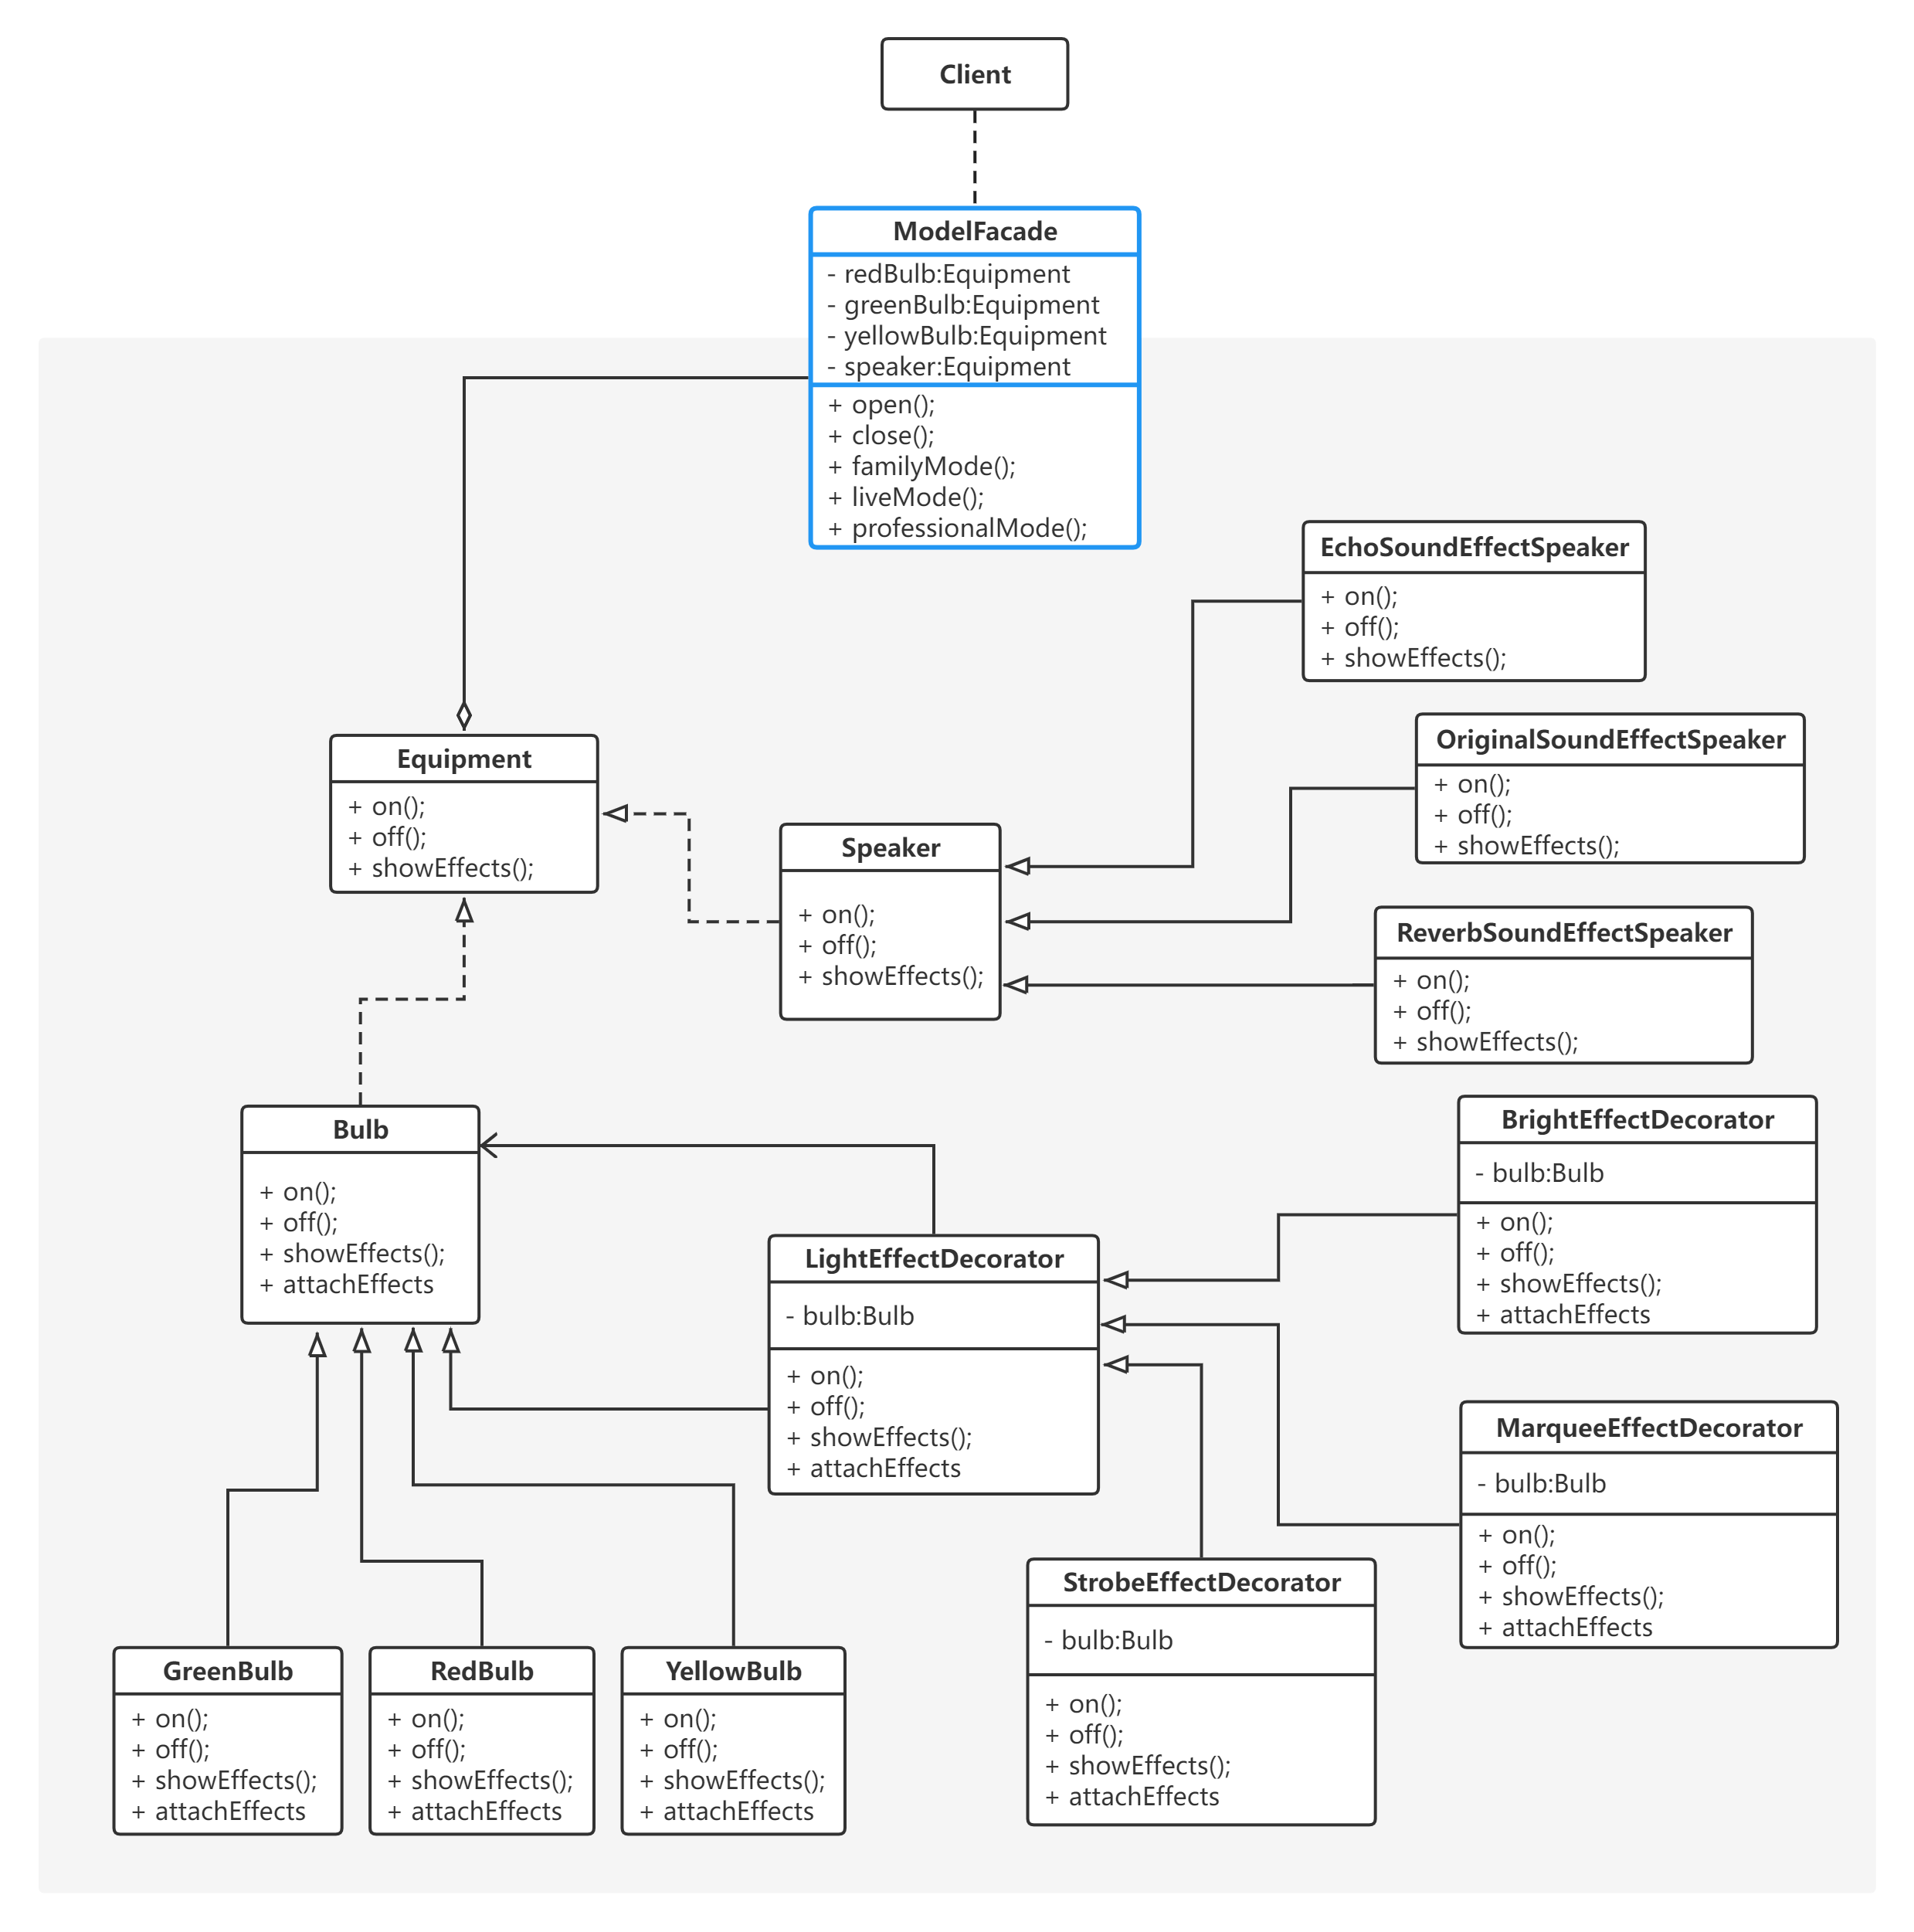 Client
ModelFacade
- redBulb:Equipment
- greenBulb:Equipment
- yellowBulb:Equipment
- speaker:Equipment
+ open();
+ close();
+ familyMode();
+ liveMode();
+ professionalMode();
EchoSoundEffectSpeaker
+ on();
+ off();
+ showEffects();
OriginalSoundEffectSpeaker
+ on();
+ off();
+ showEffects();
Equipment
+ on();
+ off();
+ showEffects();
Speaker
+ on();
+ off();
+ showEffects();
ReverbSoundEffectSpeaker
+ on();
+ off();
+ showEffects();
Bulb
+ on();
+ off();
+ showEffects();
+ attachEffects
BrightEffectDecorator
- bulb:Bulb
+ on();
+ off();
+ showEffects();
+ attachEffects
LightEffectDecorator
- bulb:Bulb
+ on();
+ off();
+ showEffects();
+ attachEffects
MarqueeEffectDecorator
- bulb:Bulb
+ on();
+ off();
+ showEffects();
+ attachEffects
StrobeEffectDecorator
- bulb:Bulb
+ on();
+ off();
+ showEffects();
+ attachEffects
GreenBulb
+ on();
+ off();
+ showEffects();
+ attachEffects
RedBulb
+ on();
+ off();
+ showEffects();
+ attachEffects
YellowBulb
+ on();
+ off();
+ showEffects();
+ attachEffects